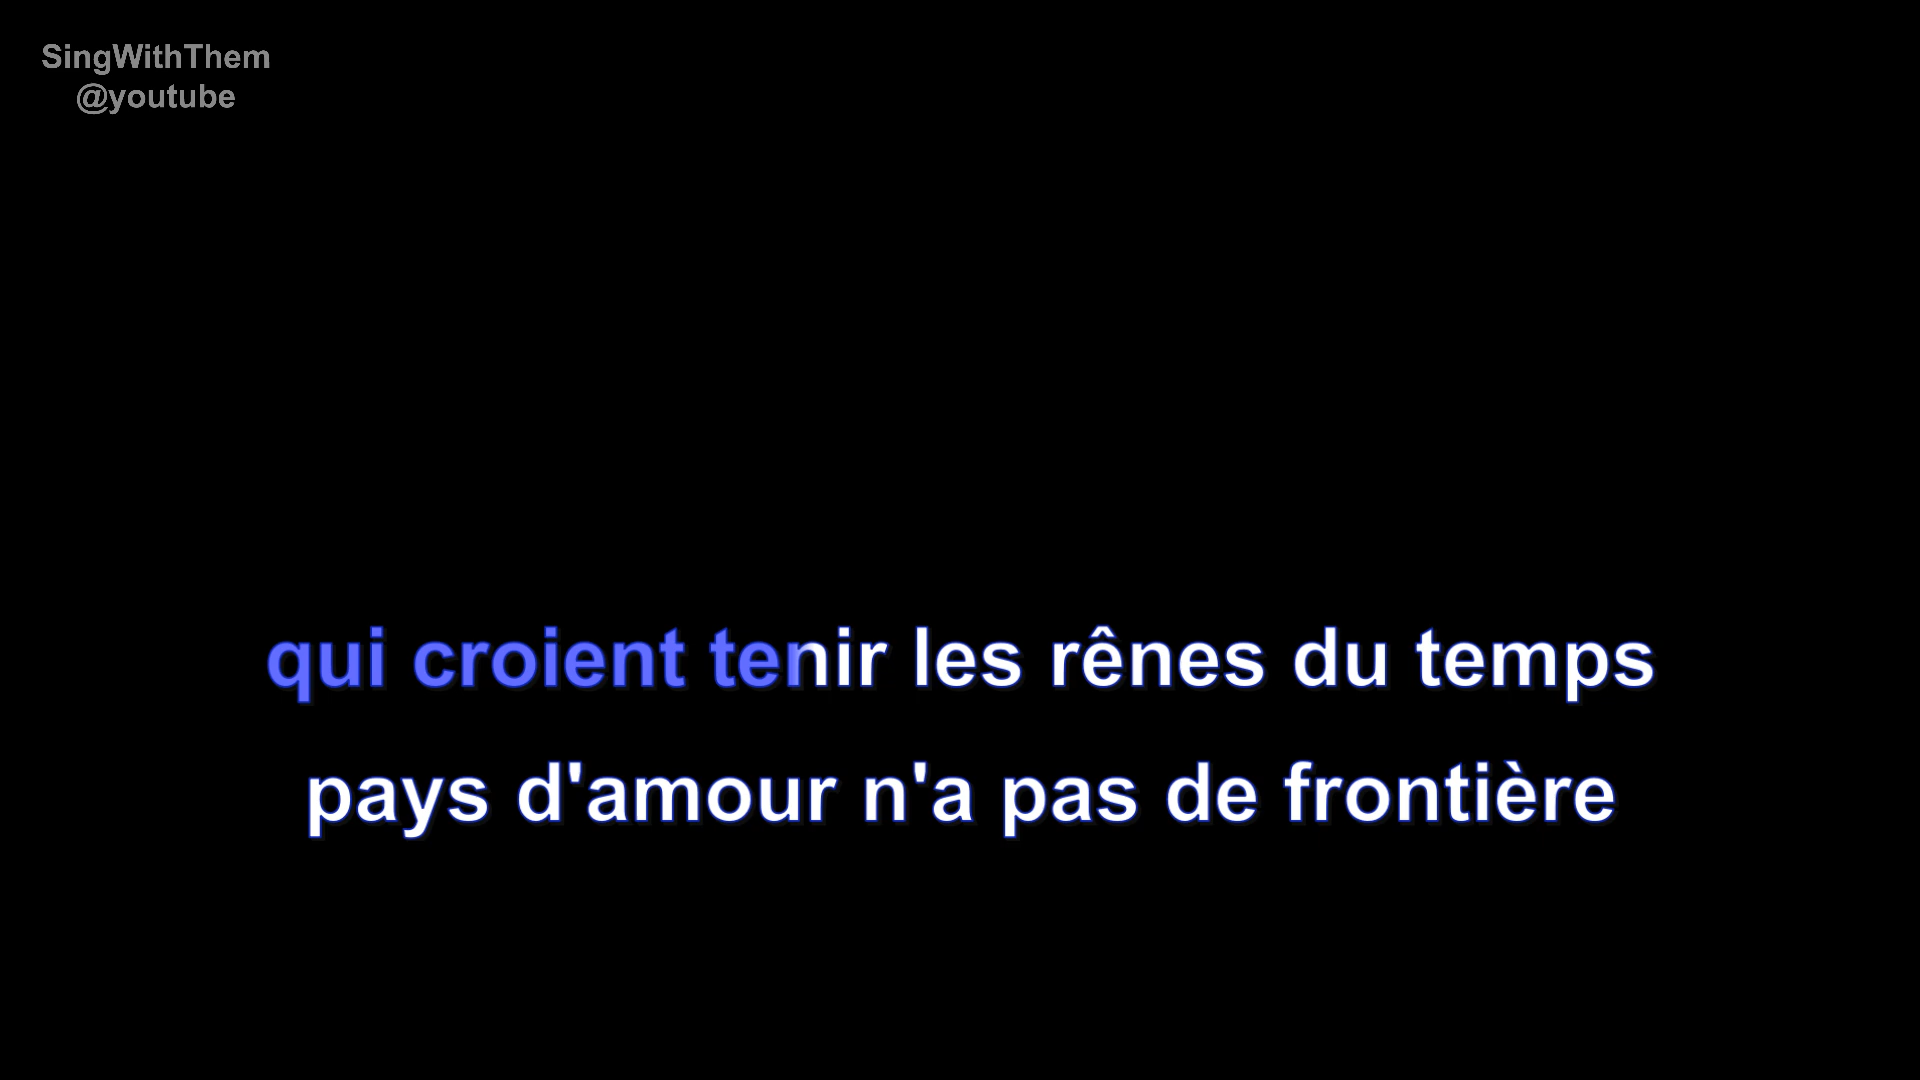 SingWithThem
@youtube
qui croient tenir les rênes du temps
pays d'amour n'a pas de frontière